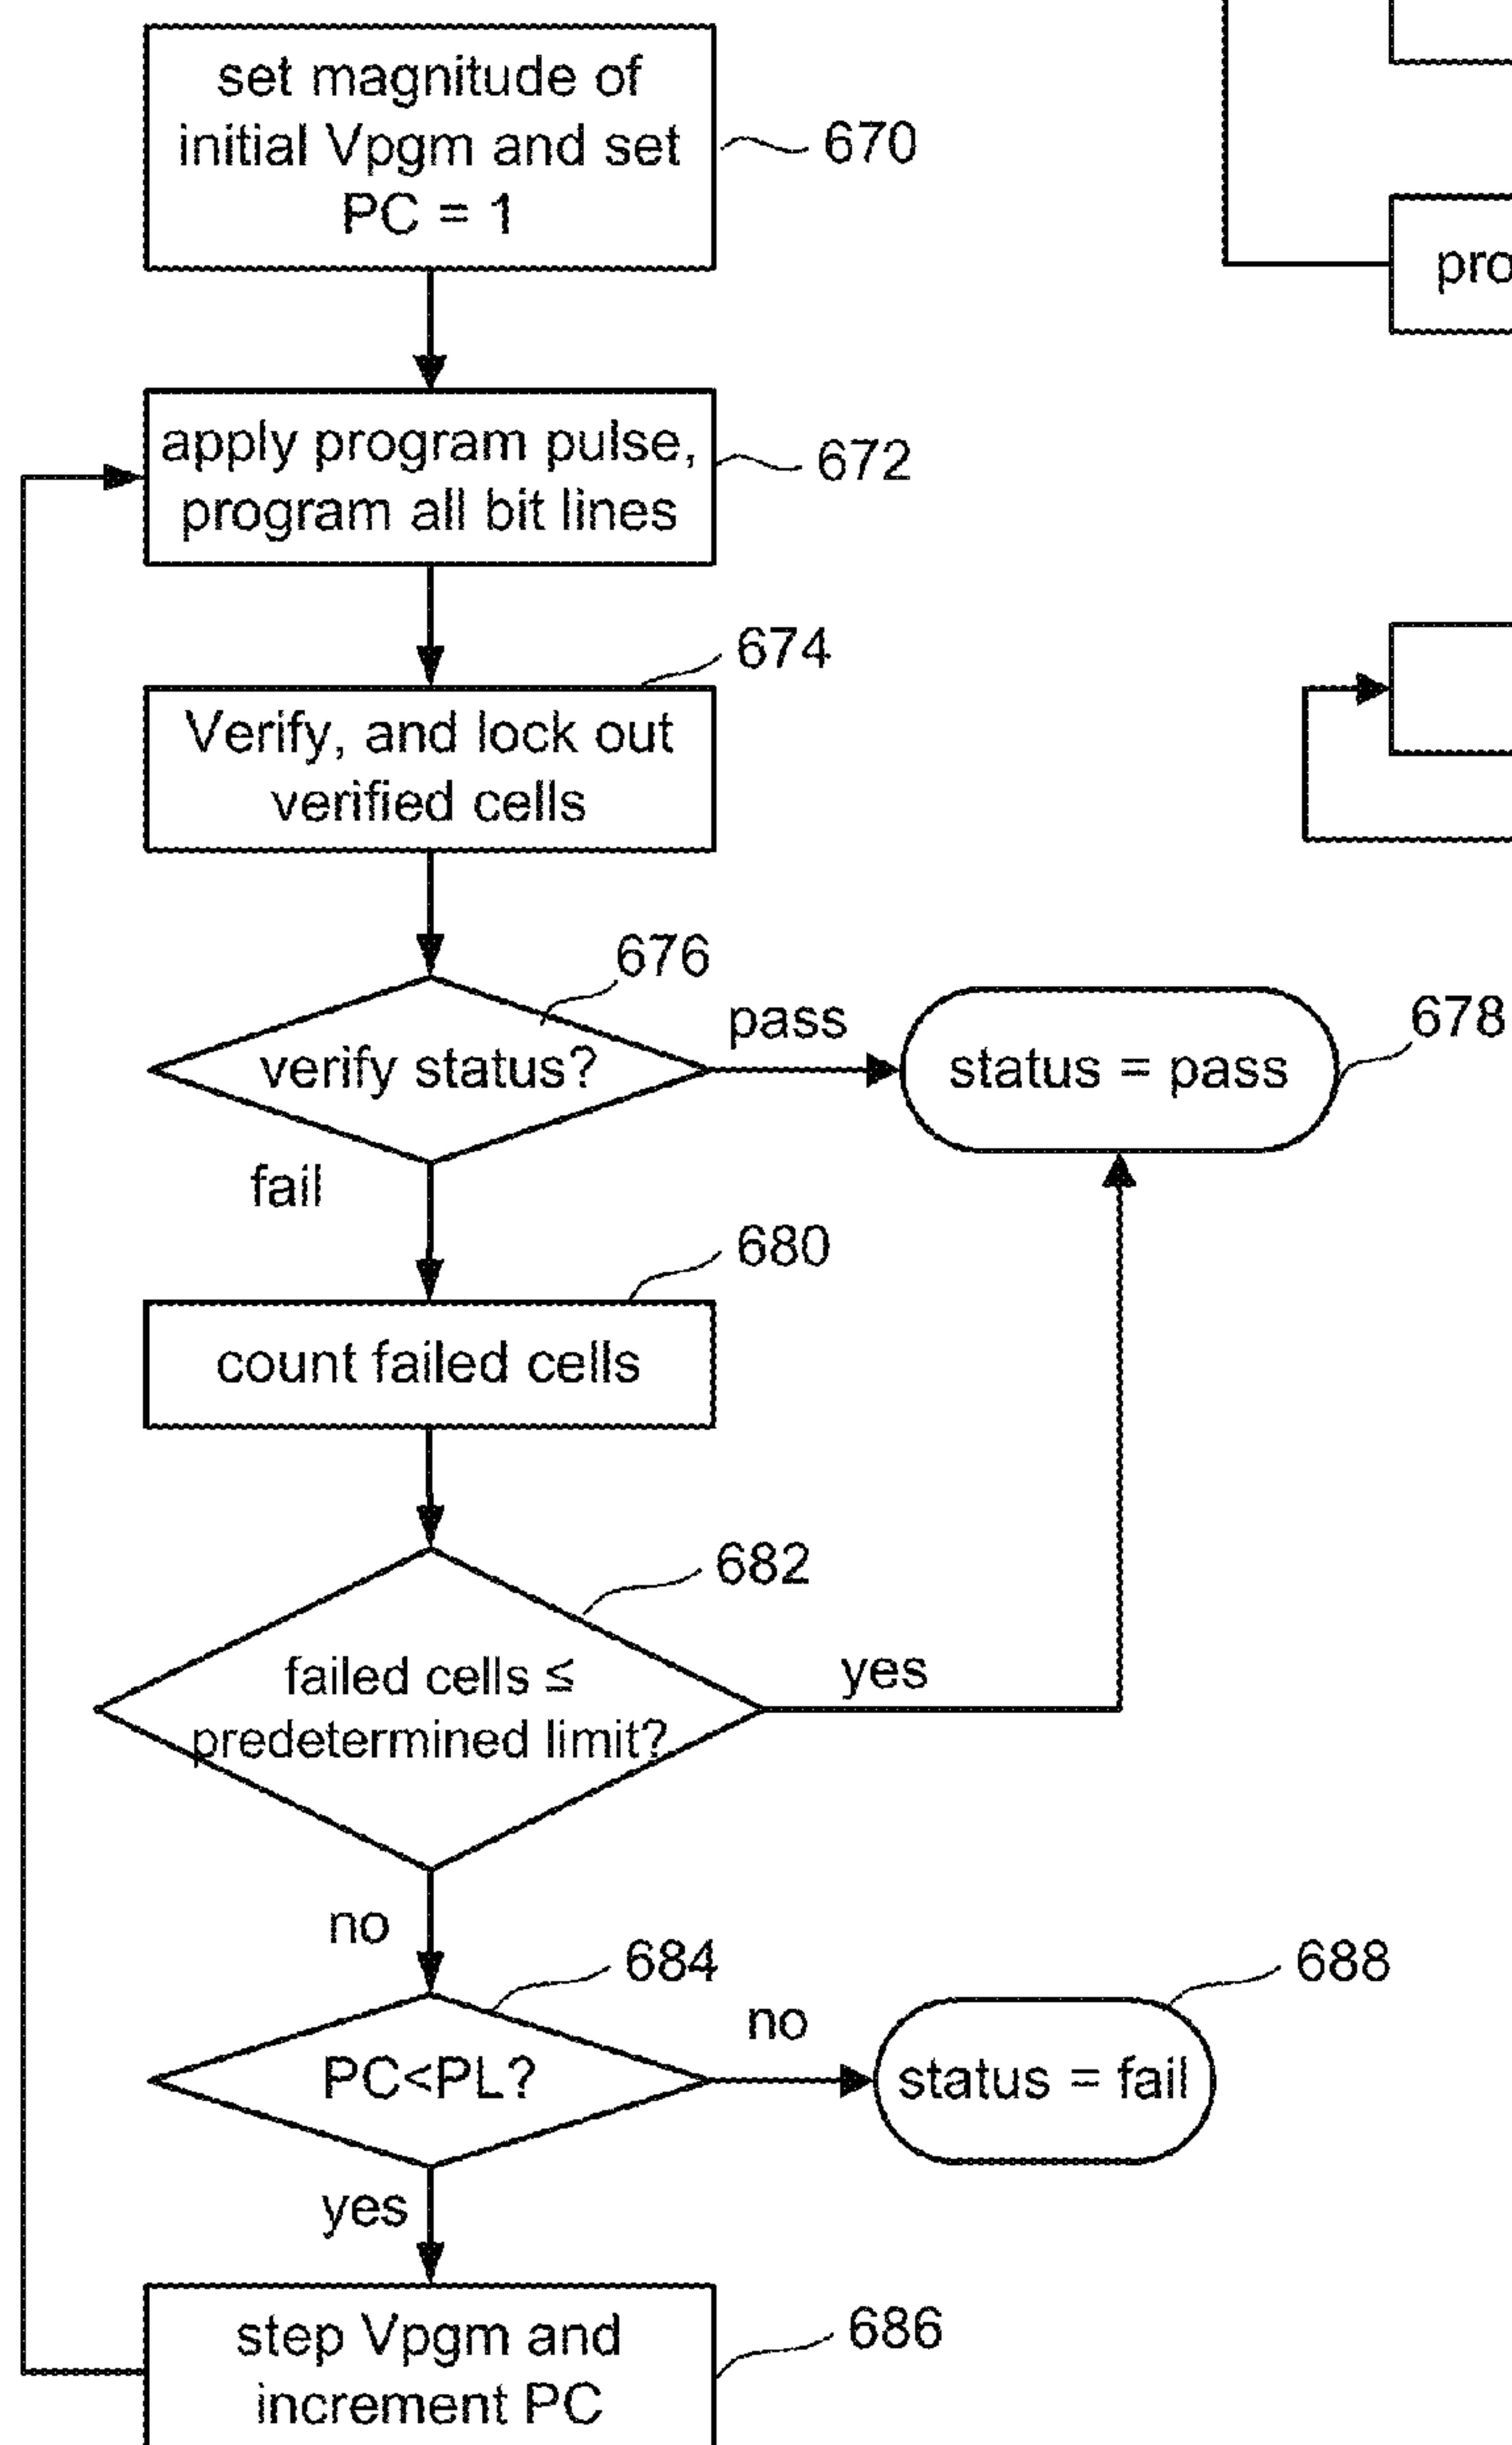 set magnitude of
initial Vpgm and set
PC = 1
670
apply program pulse,
program all bit lines
672
674
Verify, and lock out
verified cells
676
verify status?
pass
status = pass
678
fail
680
count failed cells
682
failed cells ≤
predetermined limit?
yes
no
684
PC<PL?
no
status = fail
688
yes
step Vpgm and
increment PC
686
pro